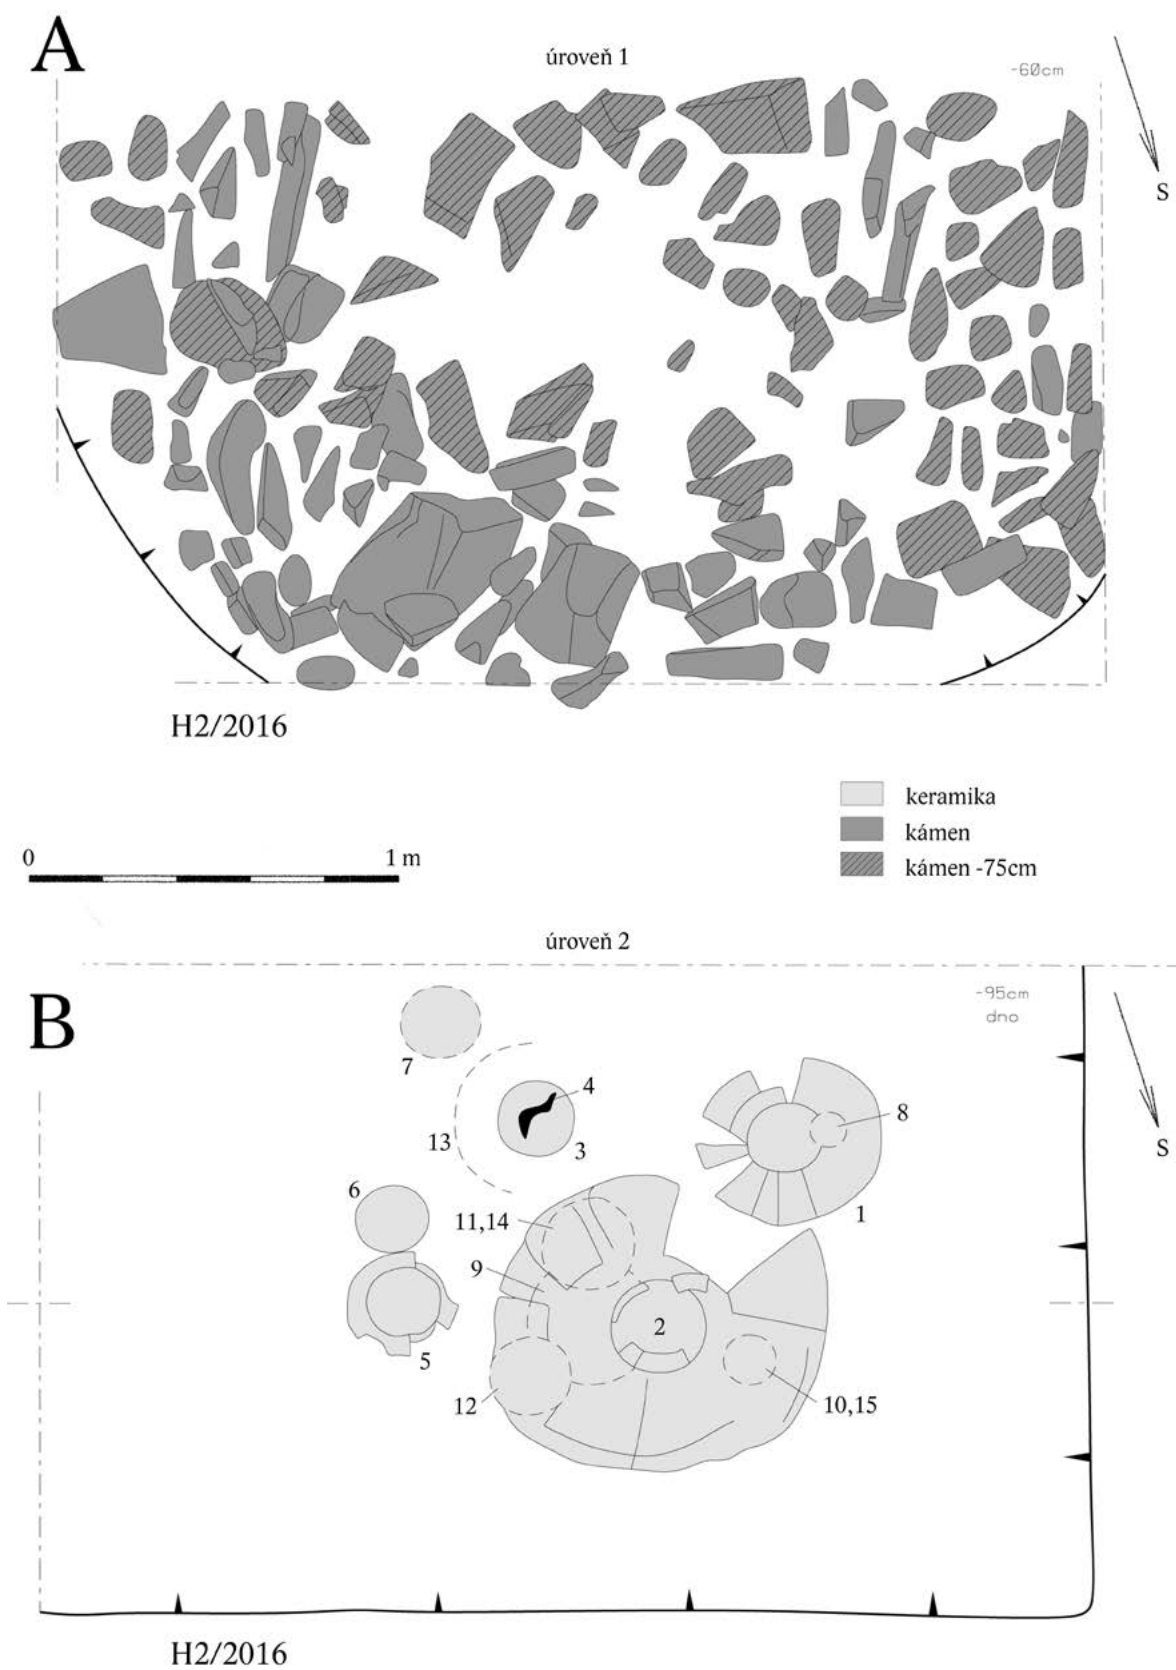 A
úroveň 1
-60cm
S
H2/2016
keramika
kámen
kámen -75cm
0
1 m
úroveň 2
B
-95cm
dno
S
7
4
8
13
3
6
11,14
1
9
2
5
12
10,15
H2/2016